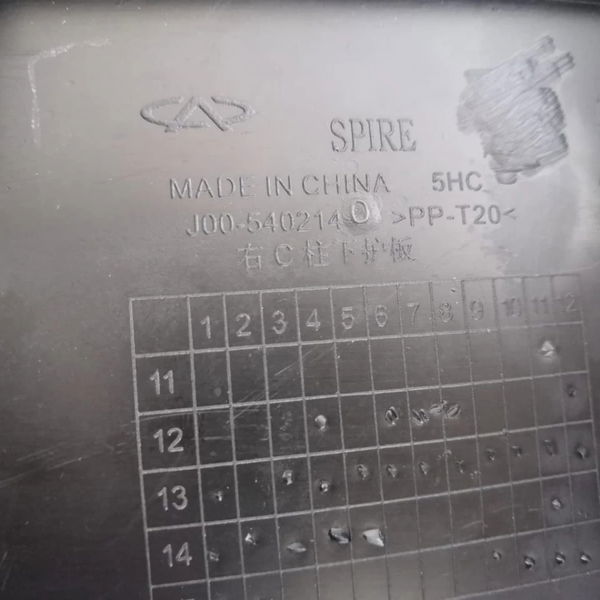 SPIRE
MADE IN CHINA 5HC
J00-5402140 >PP-T20<
右C柱下护板
1 2 3 4 5 6 7 8 9 10 11 12
11
12
13
14